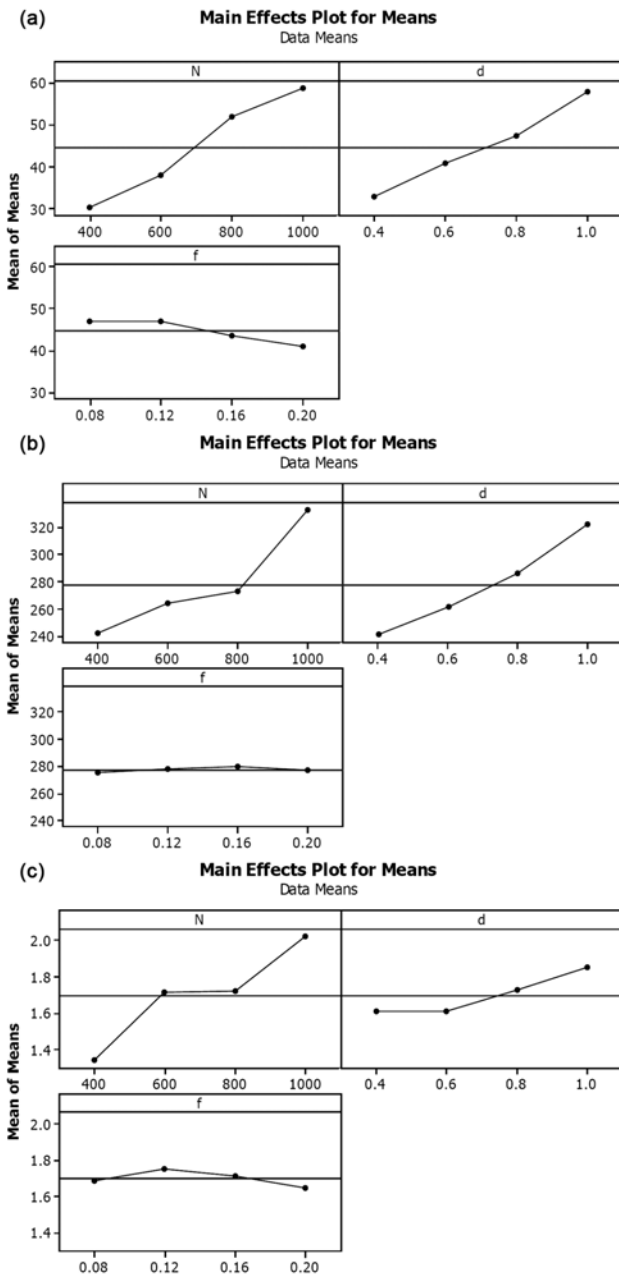 (a)
Main Effects Plot for Means
Data Means
N d
60
50
40
30
400 600 800 1000 0.4 0.6 0.8 1.0
f
60
50
40
30
0.08 0.12 0.16 0.20
Mean of Means
(b)
Main Effects Plot for Means
Data Means
N d
320
300
280
260
240
400 600 800 1000 0.4 0.6 0.8 1.0
f
320
300
280
260
240
0.08 0.12 0.16 0.20
Mean of Means
(c)
Main Effects Plot for Means
Data Means
N d
2.0
1.8
1.6
1.4
400 600 800 1000 0.4 0.6 0.8 1.0
f
2.0
1.8
1.6
1.4
0.08 0.12 0.16 0.20
Mean of Means